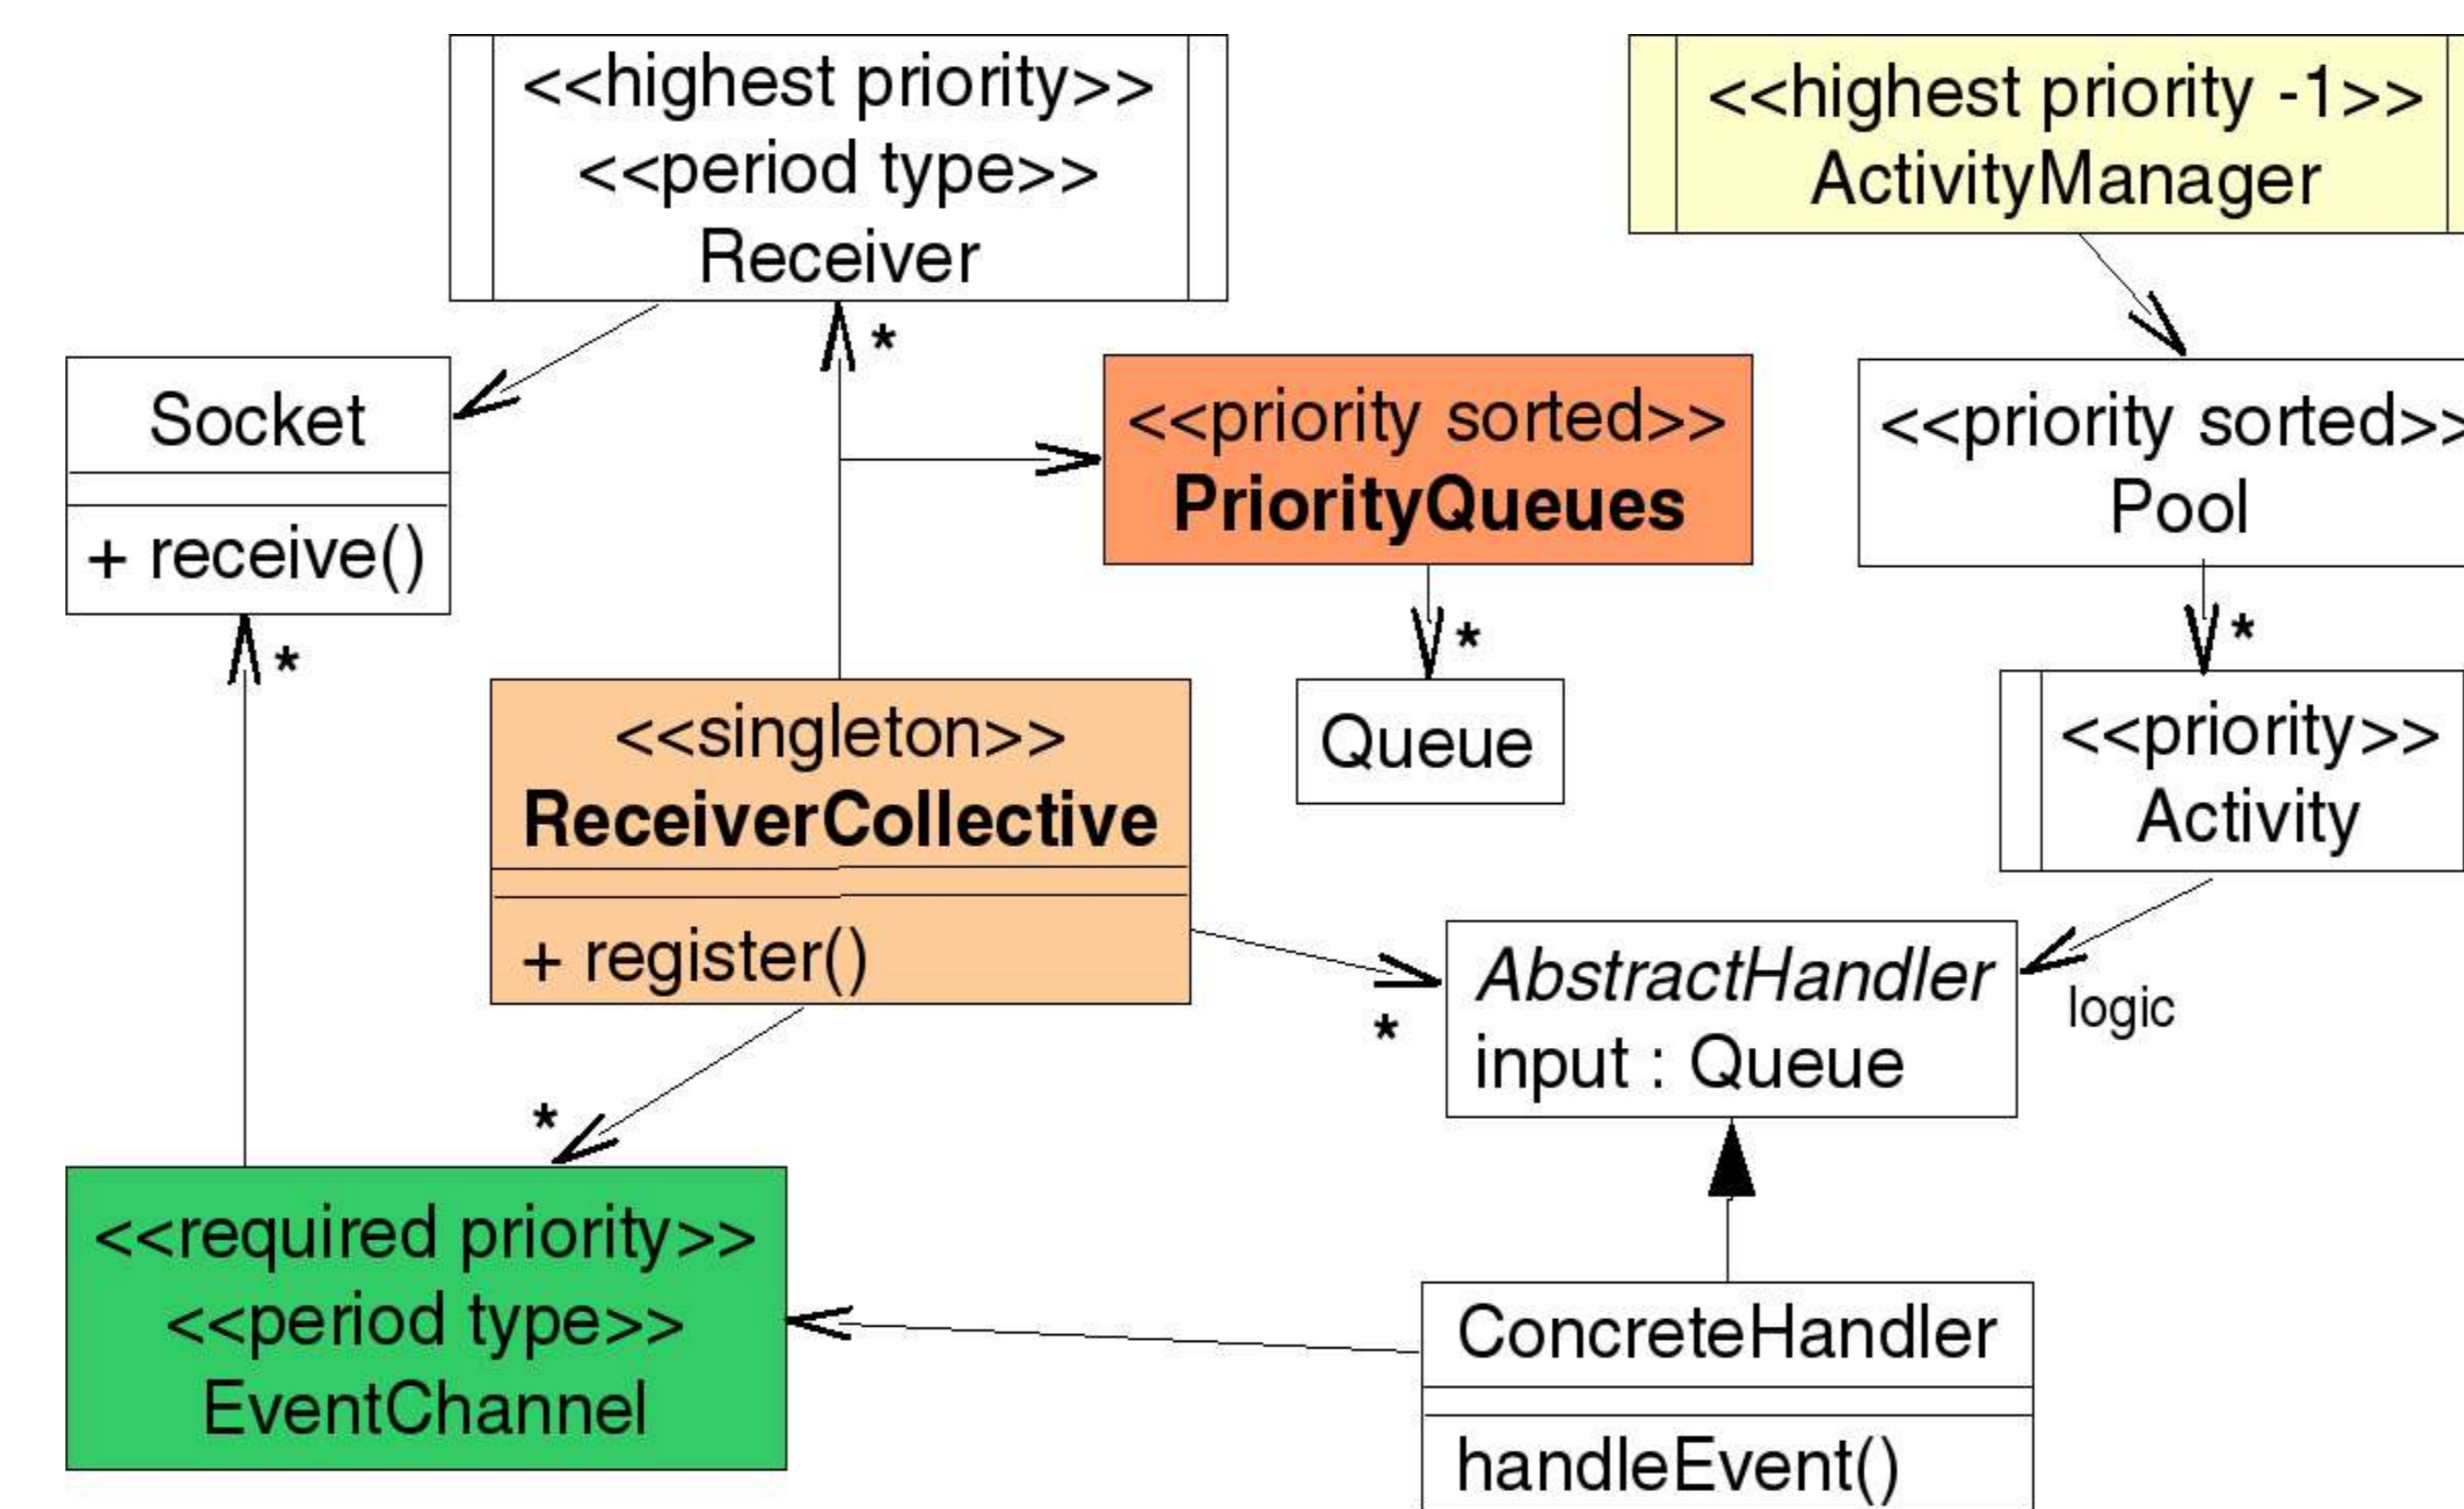 <<highest priority>>
<<period type>>
Receiver
<<highest priority -1>>
ActivityManager
Socket
+ receive()
*
*
<<priority sorted>>
PriorityQueues
*
Queue
<<priority sorted>>
Pool
*
<<priority>>
Activity
<<singleton>>
ReceiverCollective
+ register()
*
*
AbstractHandler
input : Queue
logic
<<required priority>>
<<period type>>
EventChannel
ConcreteHandler
handleEvent()